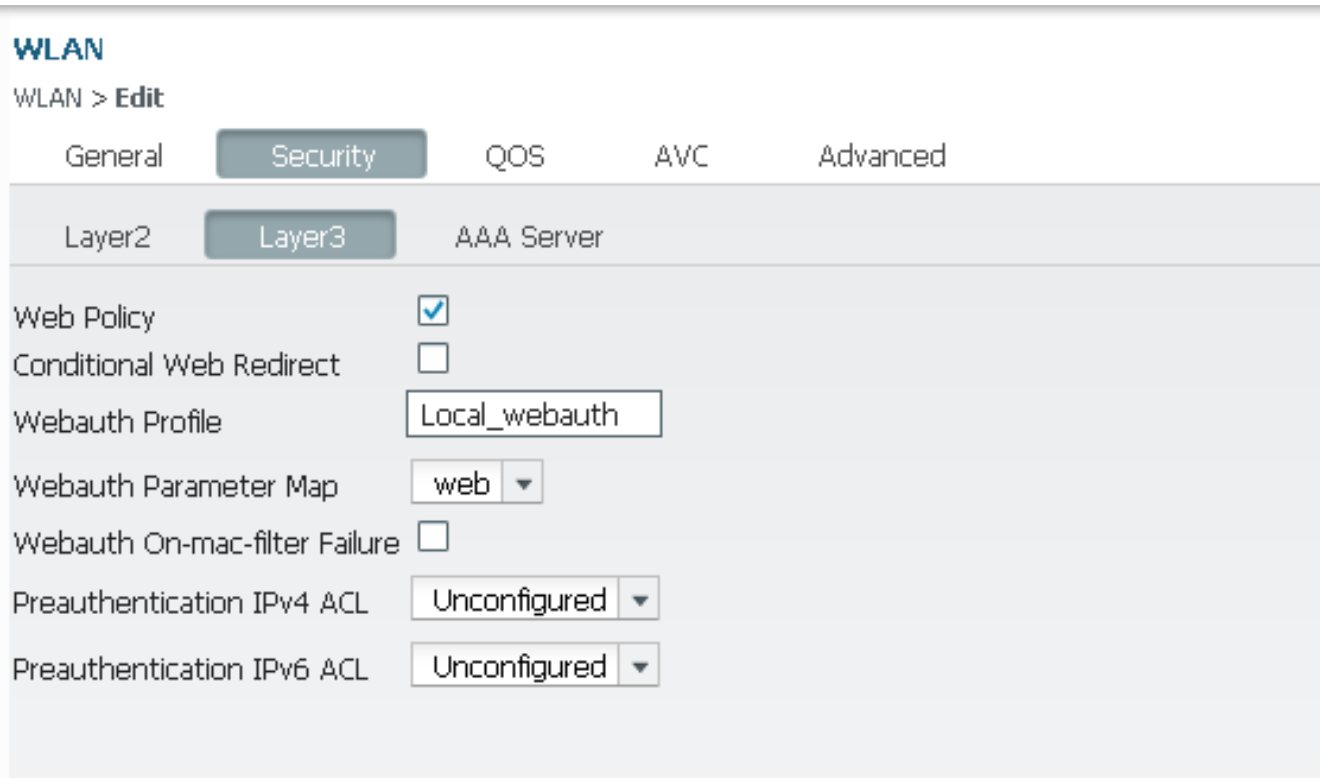 WLAN
WLAN > Edit
General Security QOS AVC Advanced
Layer2 Layer3 AAA Server
Web Policy
Conditional Web Redirect
Webauth Profile Local_webauth
Webauth Parameter Map web
Webauth On-mac-filter Failure
Preauthentication IPv4 ACL Unconfigured
Preauthentication IPv6 ACL Unconfigured